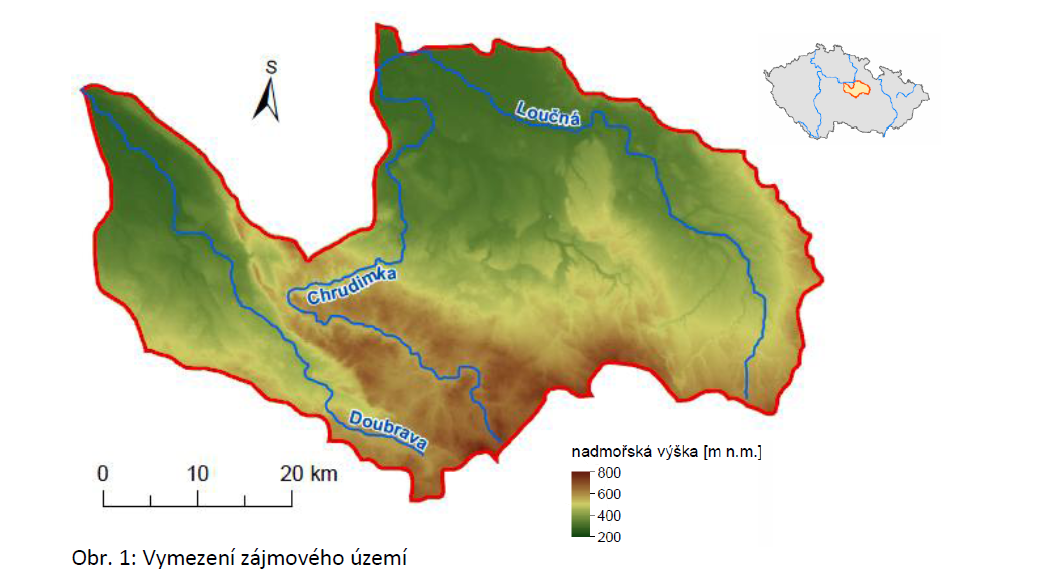 S
Loučná
Chrudimka
Doubrava
0 10 20 km
nadmořská výška [m n.m.]
800
600
400
200
Obr. 1: Vymezení zájmového území